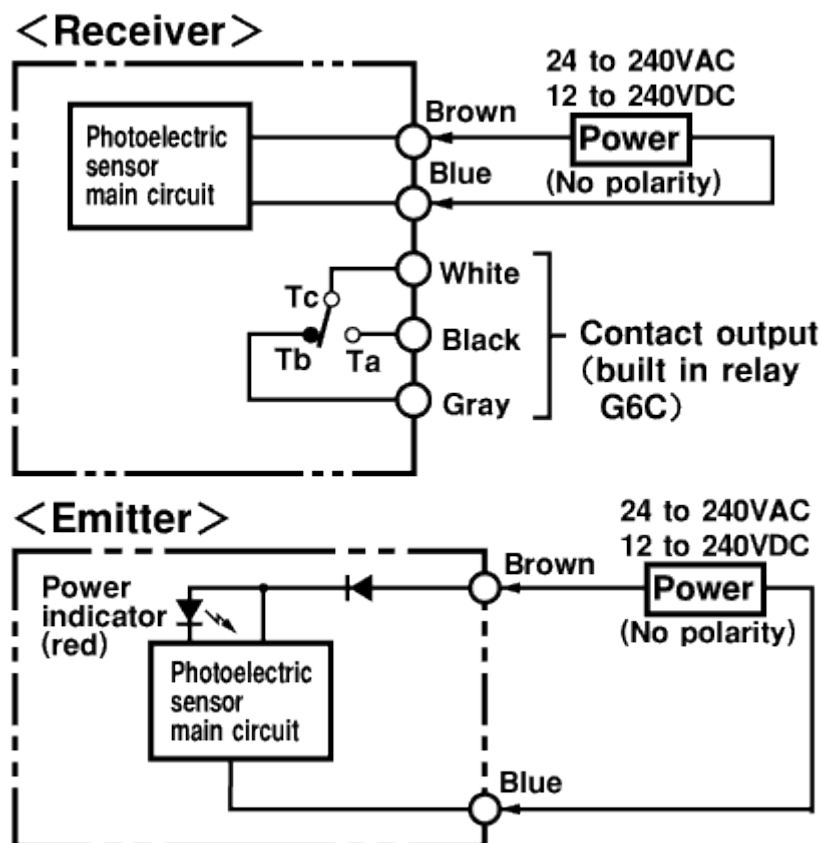 ＜Receiver＞
24 to 240VAC
12 to 240VDC
Photoelectric
sensor
main circuit
Brown
Power
Blue
(No polarity)
White
Tc
Tb
Ta
Black
Gray
Contact output
(built in relay
G6C)
＜Emitter＞
24 to 240VAC
12 to 240VDC
Brown
Power
(No polarity)
Power
indicator
(red)
Photoelectric
sensor
main circuit
Blue